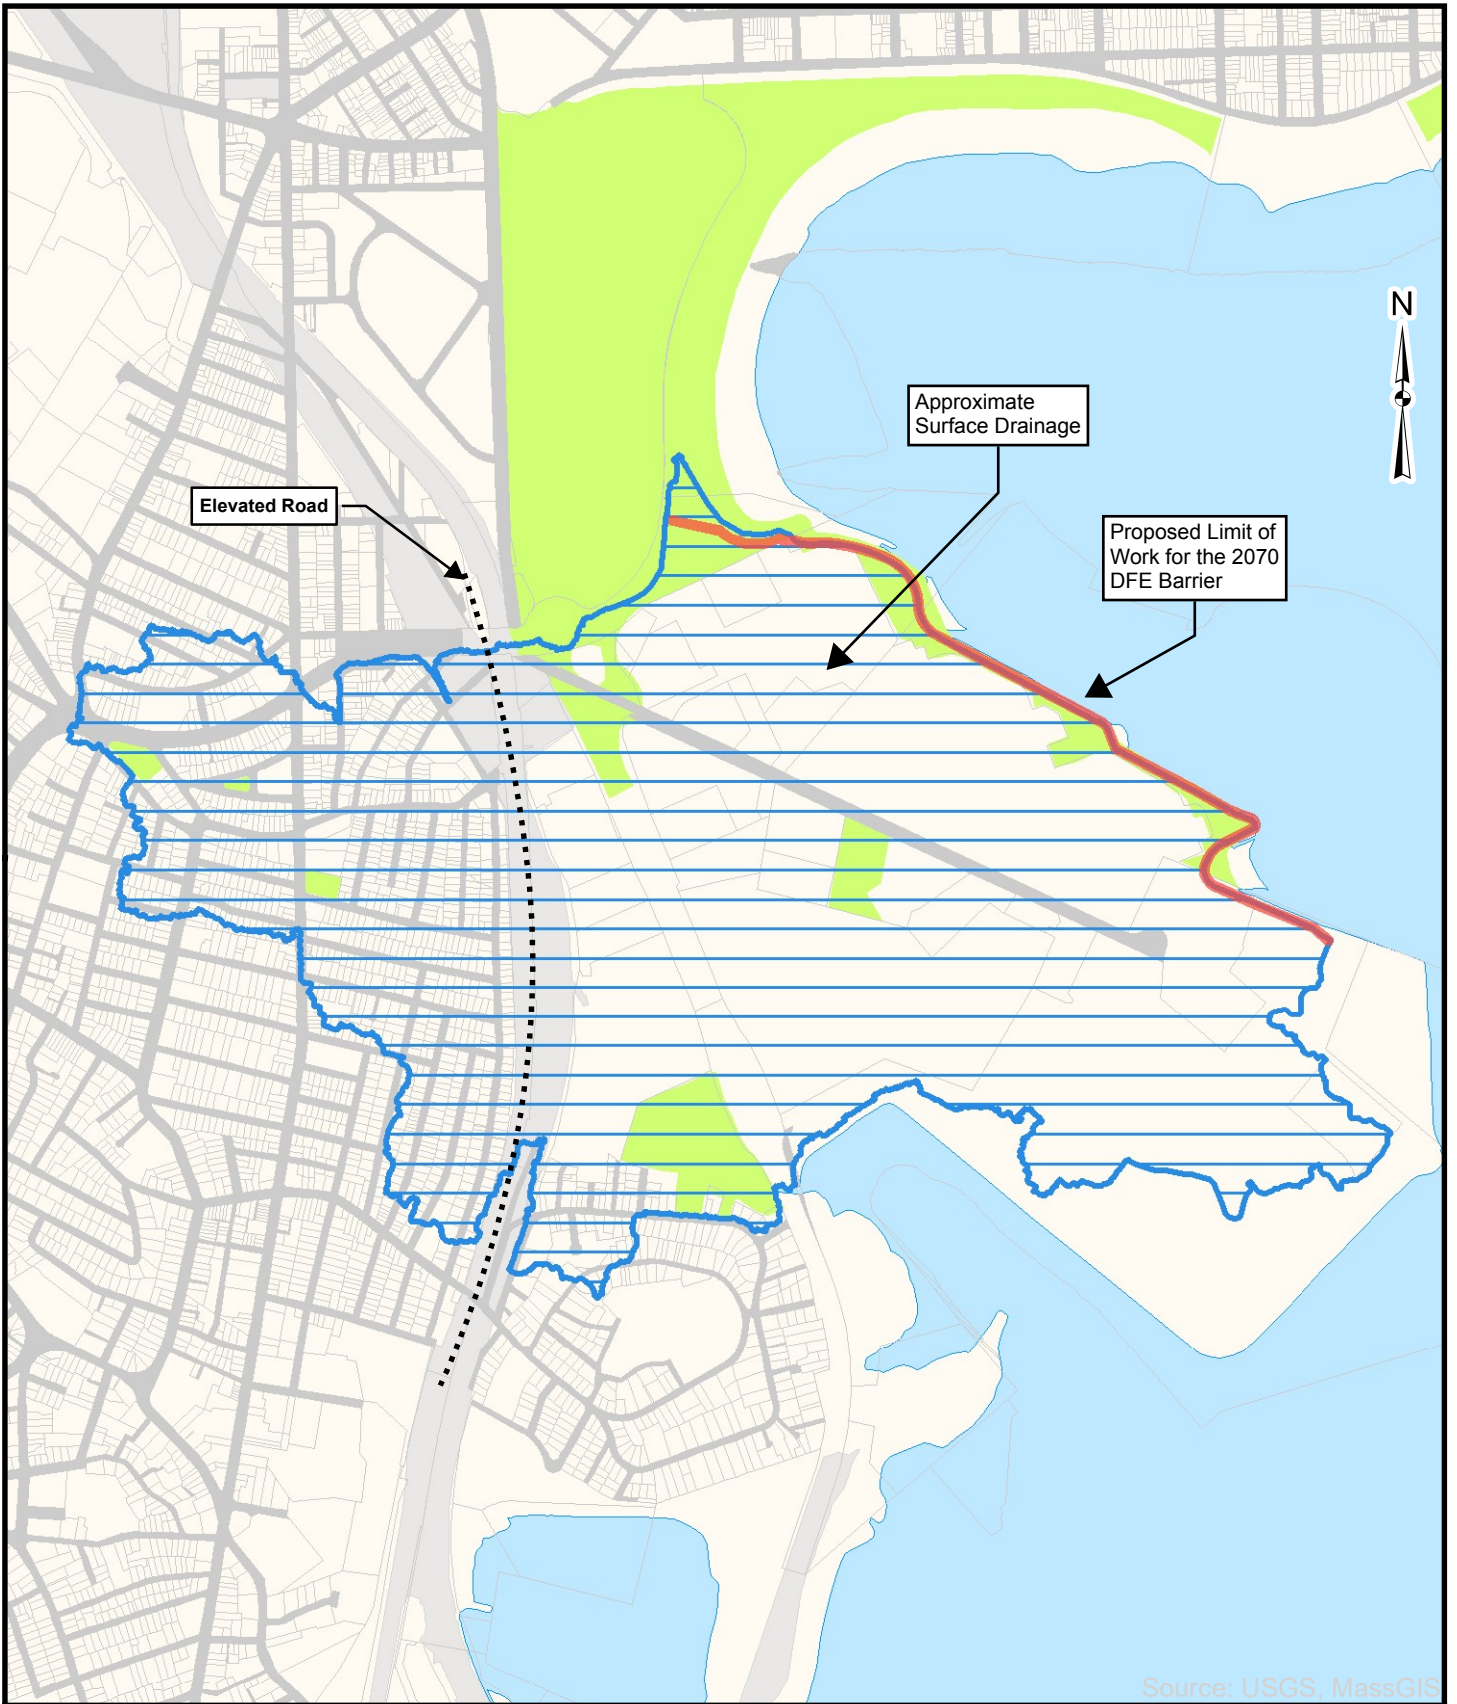 N
Approximate
Surface Drainage
Elevated Road
Proposed Limit of
Work for the 2070
DFE Barrier
Source: USGS, MassGIS